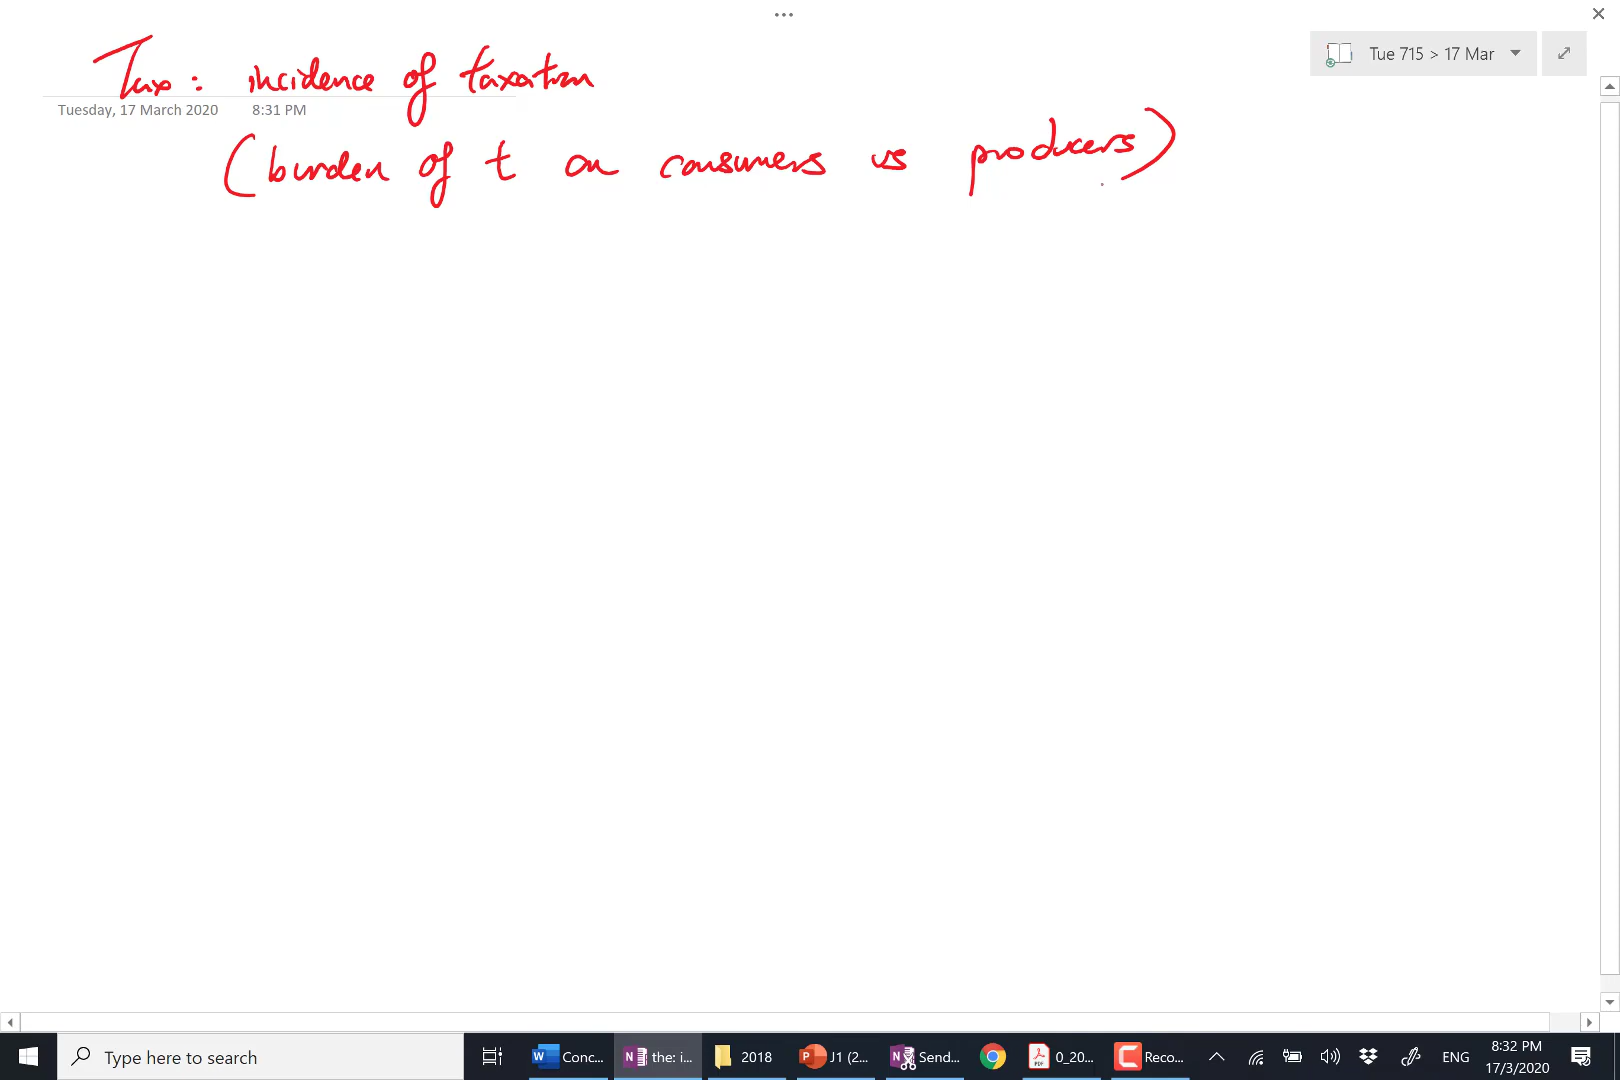 Tue 715 > 17 Mar
Tax: incidence of taxation
Tuesday, 17 March 2020 8:31 PM
(burden of t on consumers vs producers)
Type here to search
Conc...
the: i...
2018
J1 (2...
Send...
0_20...
Reco...
ENG
8:32 PM
17/3/2020